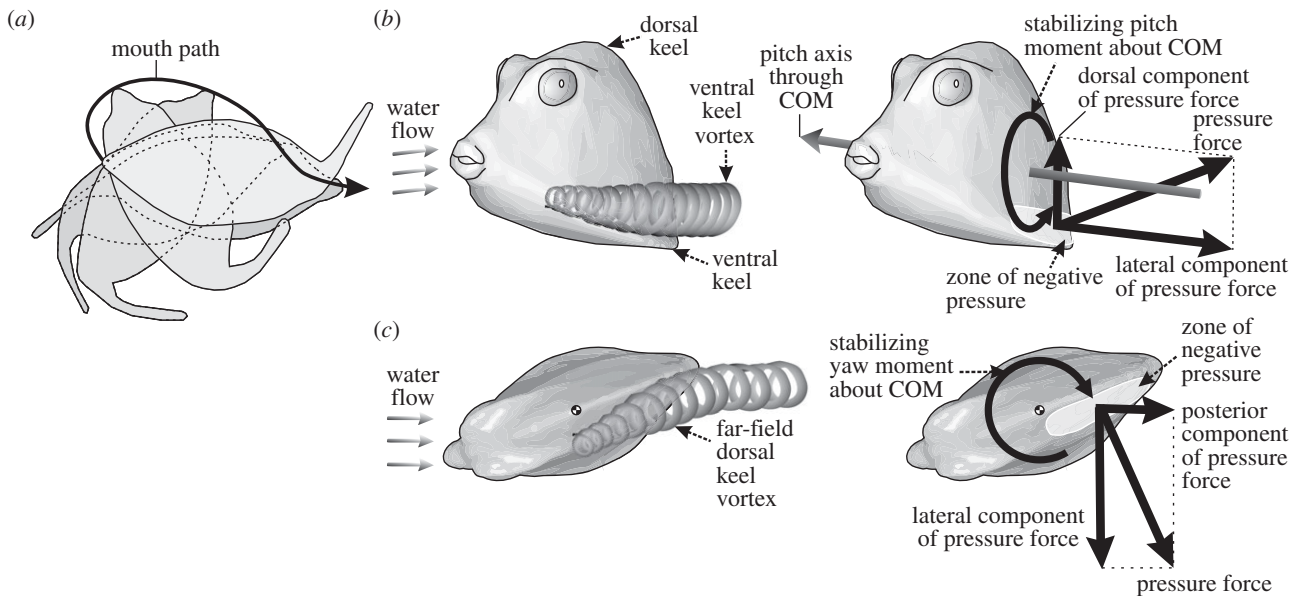 (a)
mouth path
(b)
dorsal
keel
water
flow
ventral
keel
vortex
ventral
keel
pitch axis
through
COM
stabilizing pitch
moment about COM
dorsal component
of pressure force
pressure
force
zone of negative
pressure
lateral component
of pressure force
(c)
water
flow
far-field
dorsal
keel
vortex
stabilizing
yaw moment
about COM
zone of
negative
pressure
posterior
component
of pressure
force
lateral component
of pressure force
pressure force